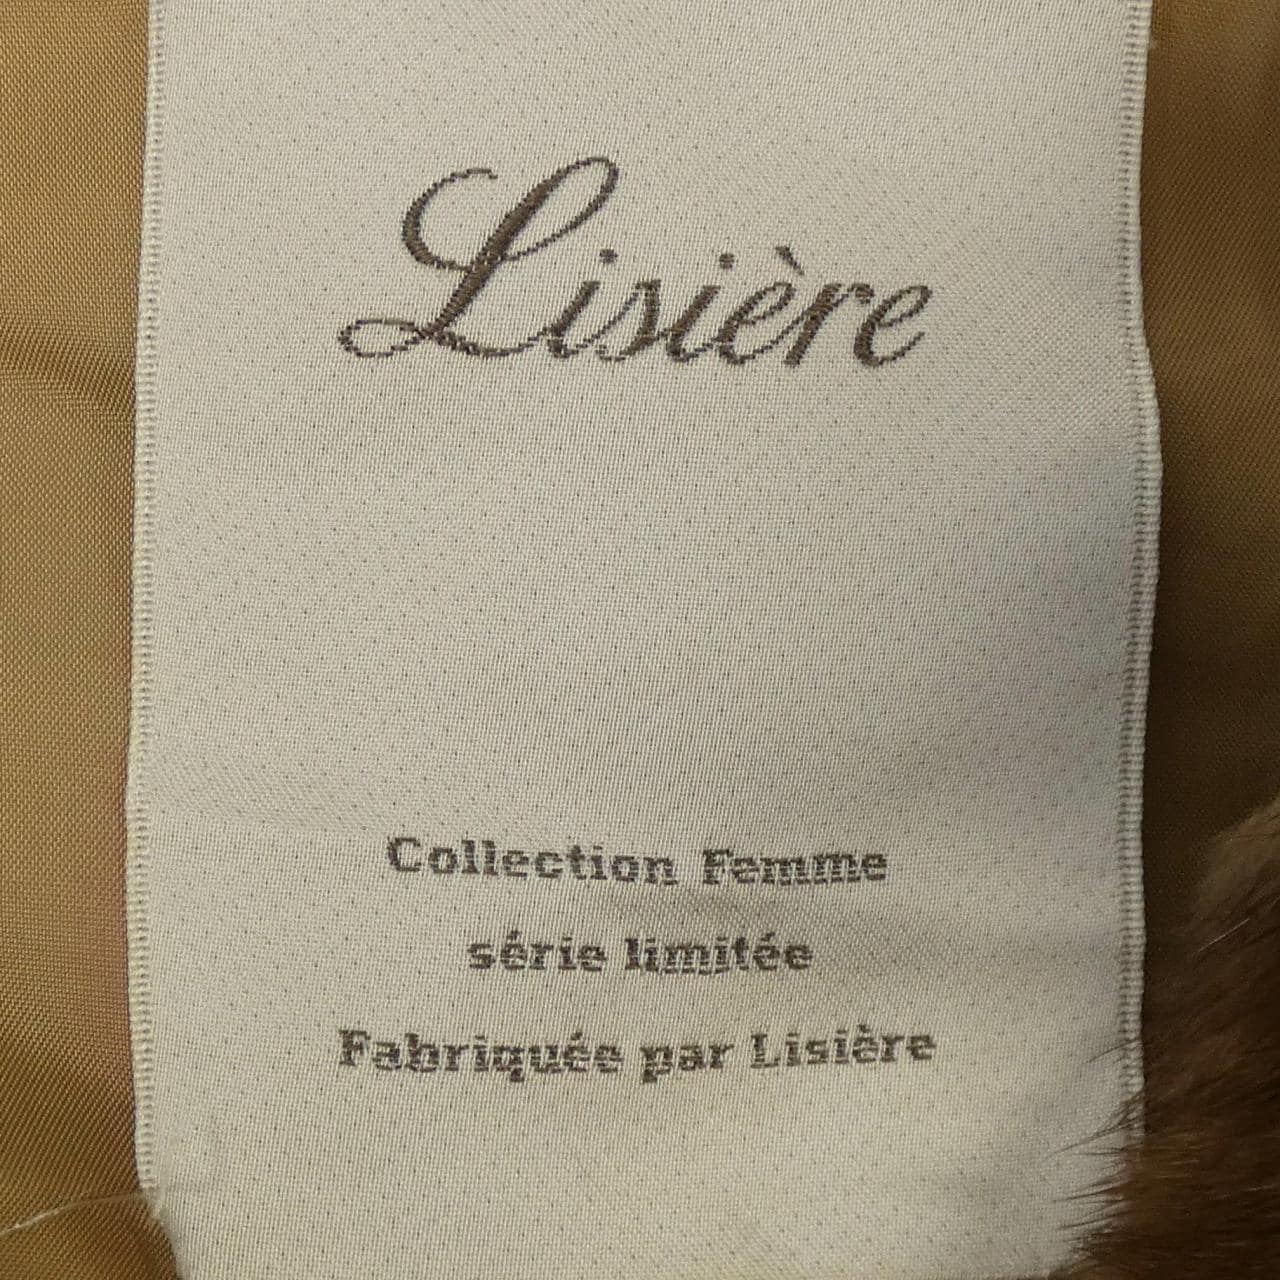 Lisière
Collection Femme
série limitée
Fabriquée par Lisière